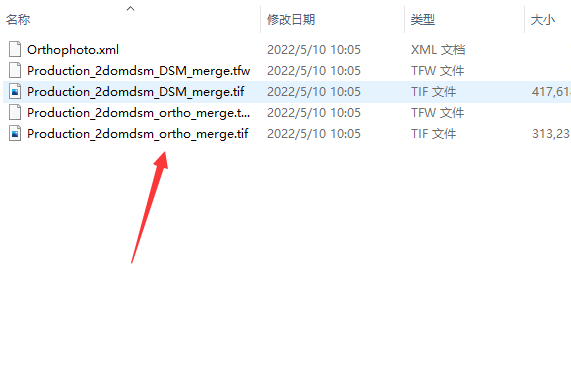 名称 修改日期 类型 大小
Orthophoto.xml 2022/5/10 10:05 XML 文档
Production_2domdsm_DSM_merge.tfw 2022/5/10 10:05 TFW 文件
Production_2domdsm_DSM_merge.tif 2022/5/10 10:05 TIF 文件 417,61
Production_2domdsm_ortho_merge.t... 2022/5/10 10:05 TFW 文件
Production_2domdsm_ortho_merge.tif 2022/5/10 10:05 TIF 文件 313,23